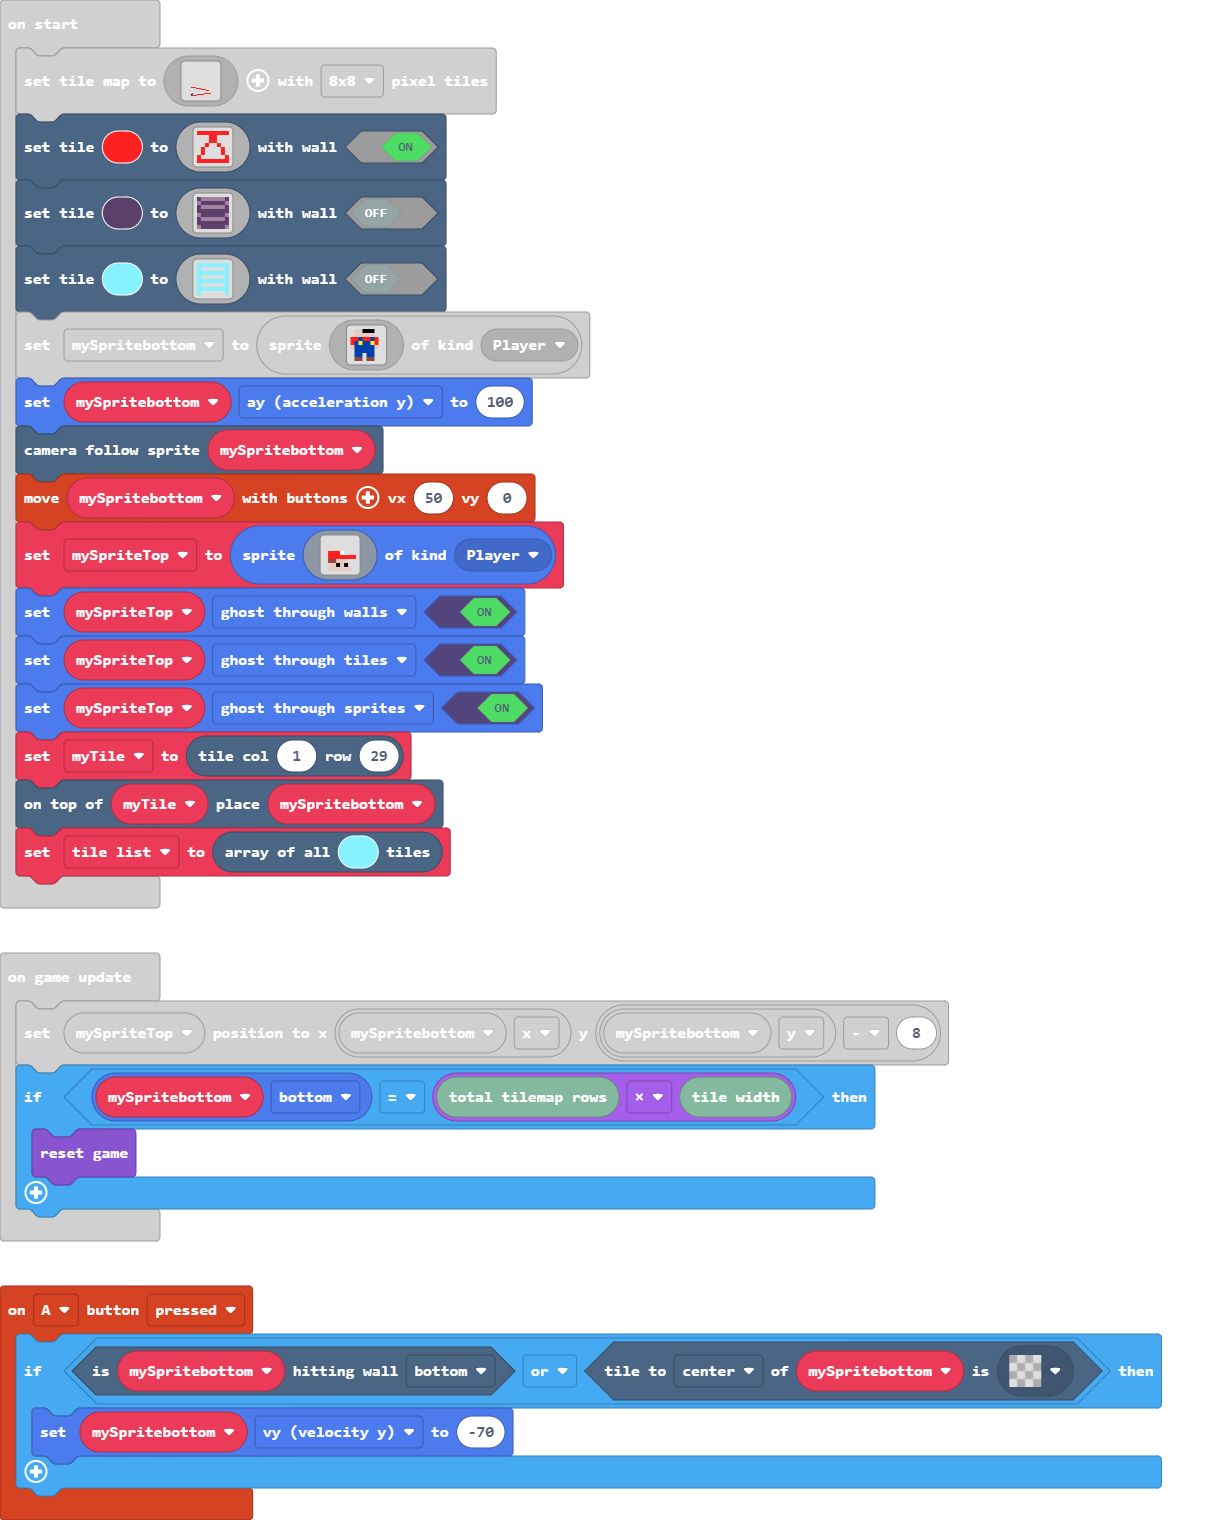 on start
set tile map to with 8x8 pixel tiles
set tile to with wall ON
set tile to with wall OFF
set tile to with wall OFF
set mySpritebottom to sprite of kind Player
set mySpritebottom ay (acceleration y) to 100
camera follow sprite mySpritebottom
move mySpritebottom with buttons vx 50 vy 0
set mySpriteTop to sprite of kind Player
set mySpriteTop ghost through walls ON
set mySpriteTop ghost through tiles ON
set mySpriteTop ghost through sprites ON
set myTile to tile col 1 row 29
on top of myTile place mySpritebottom
set tile list to array of all tiles
on game update
set mySpriteTop position to x mySpritebottom x y mySpritebottom y - 8
if mySpritebottom bottom = total tilemap rows × tile width then
reset game
on A button pressed
if is mySpritebottom hitting wall bottom or tile to center of mySpritebottom is then
set mySpritebottom vy (velocity y) to -70